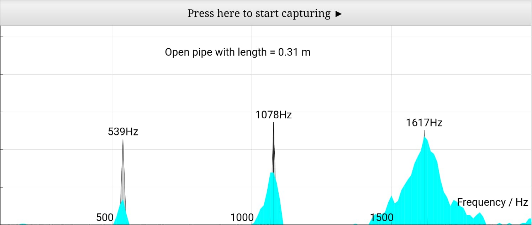 Press here to start capturing ►
Open pipe with length = 0.31 m
539Hz
1078Hz
1617Hz
500
1000
1500
Frequency / Hz